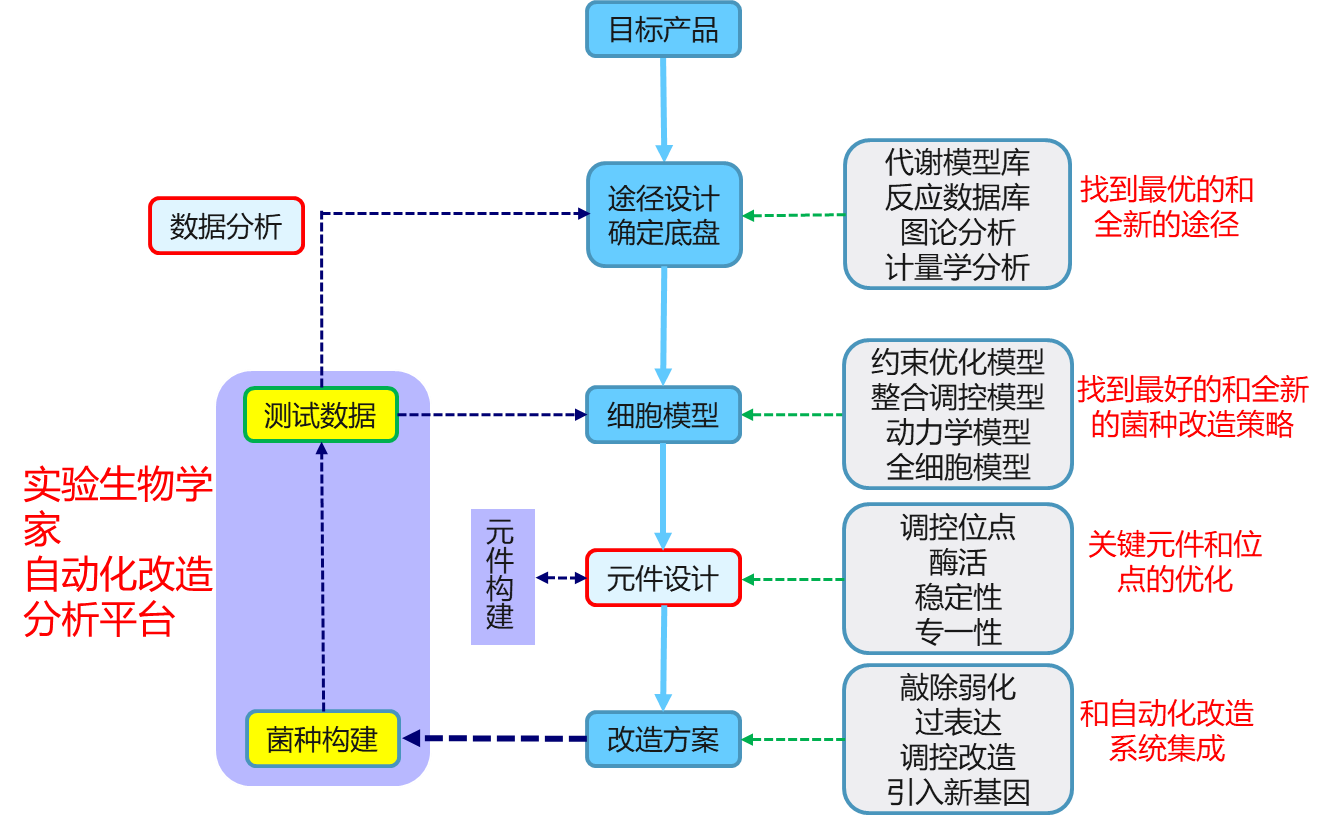 目标产品
途径设计
确定底盘
代谢模型库
反应数据库
图论分析
计量学分析
找到最优的和
全新的途径
数据分析
测试数据
细胞模型
约束优化模型
整合调控模型
动力学模型
全细胞模型
找到最好的和全新
的菌种改造策略
实验生物学
家
自动化改造
分析平台
元
件
构
建
元件设计
调控位点
酶活
稳定性
专一性
关键元件和位
点的优化
菌种构建
改造方案
敲除弱化
过表达
调控改造
引入新基因
和自动化改造
系统集成